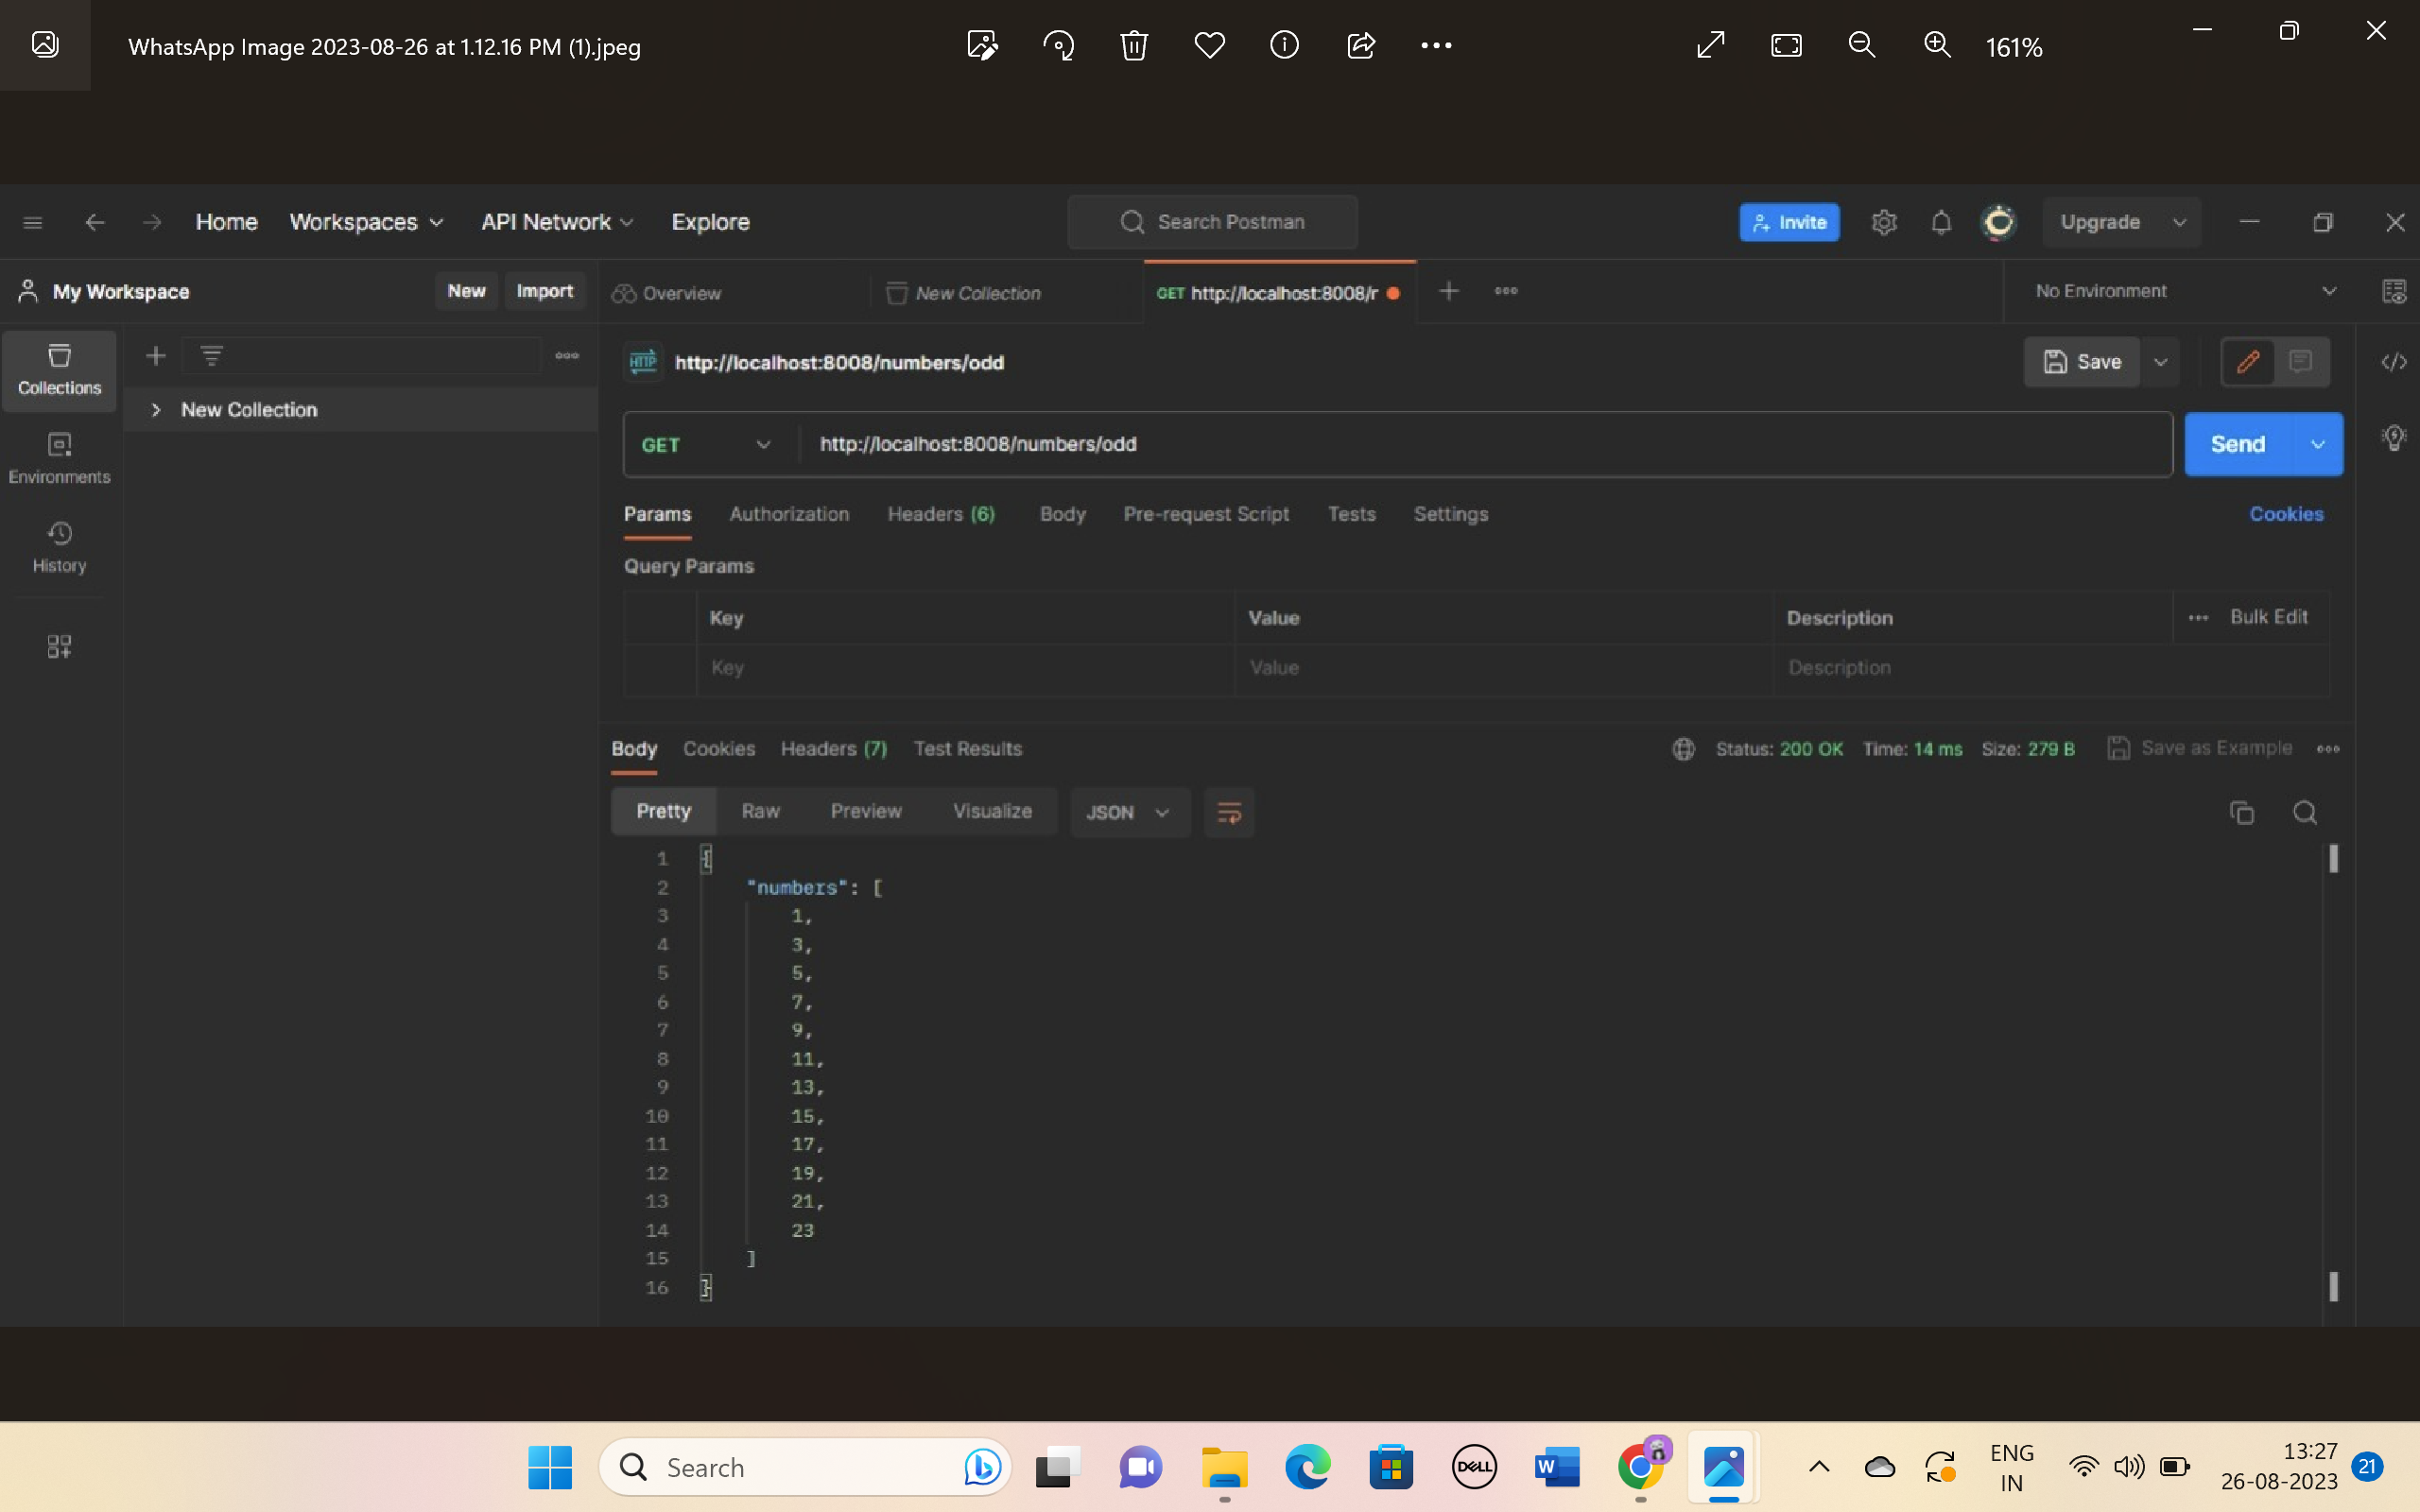 WhatsApp Image 2023-08-26 at 1.12.16 PM (1).jpeg
161%
Home Workspaces API Network Explore
Search Postman
Invite
Upgrade
My Workspace New Import
Overview
New Collection
GET http://localhost:8008/r
No Environment
Collections
New Collection
Environments
History
HTTP http://localhost:8008/numbers/odd
Save
GET http://localhost:8008/numbers/odd
Send
Params Authorization Headers (6) Body Pre-request Script Tests Settings Cookies
Query Params
Key Value Description Bulk Edit
Key Value Description
Body Cookies Headers (7) Test Results
Status: 200 OK Time: 14 ms Size: 279 B Save as Example
Pretty Raw Preview Visualize JSON
1 {
2 "numbers": [
3 1,
4 3,
5 5,
6 7,
7 9,
8 11,
9 13,
10 15,
11 17,
12 19,
13 21,
14 23
15 ]
16 }
Search
DELL
W
ENG
IN
13:27
26-08-2023
21